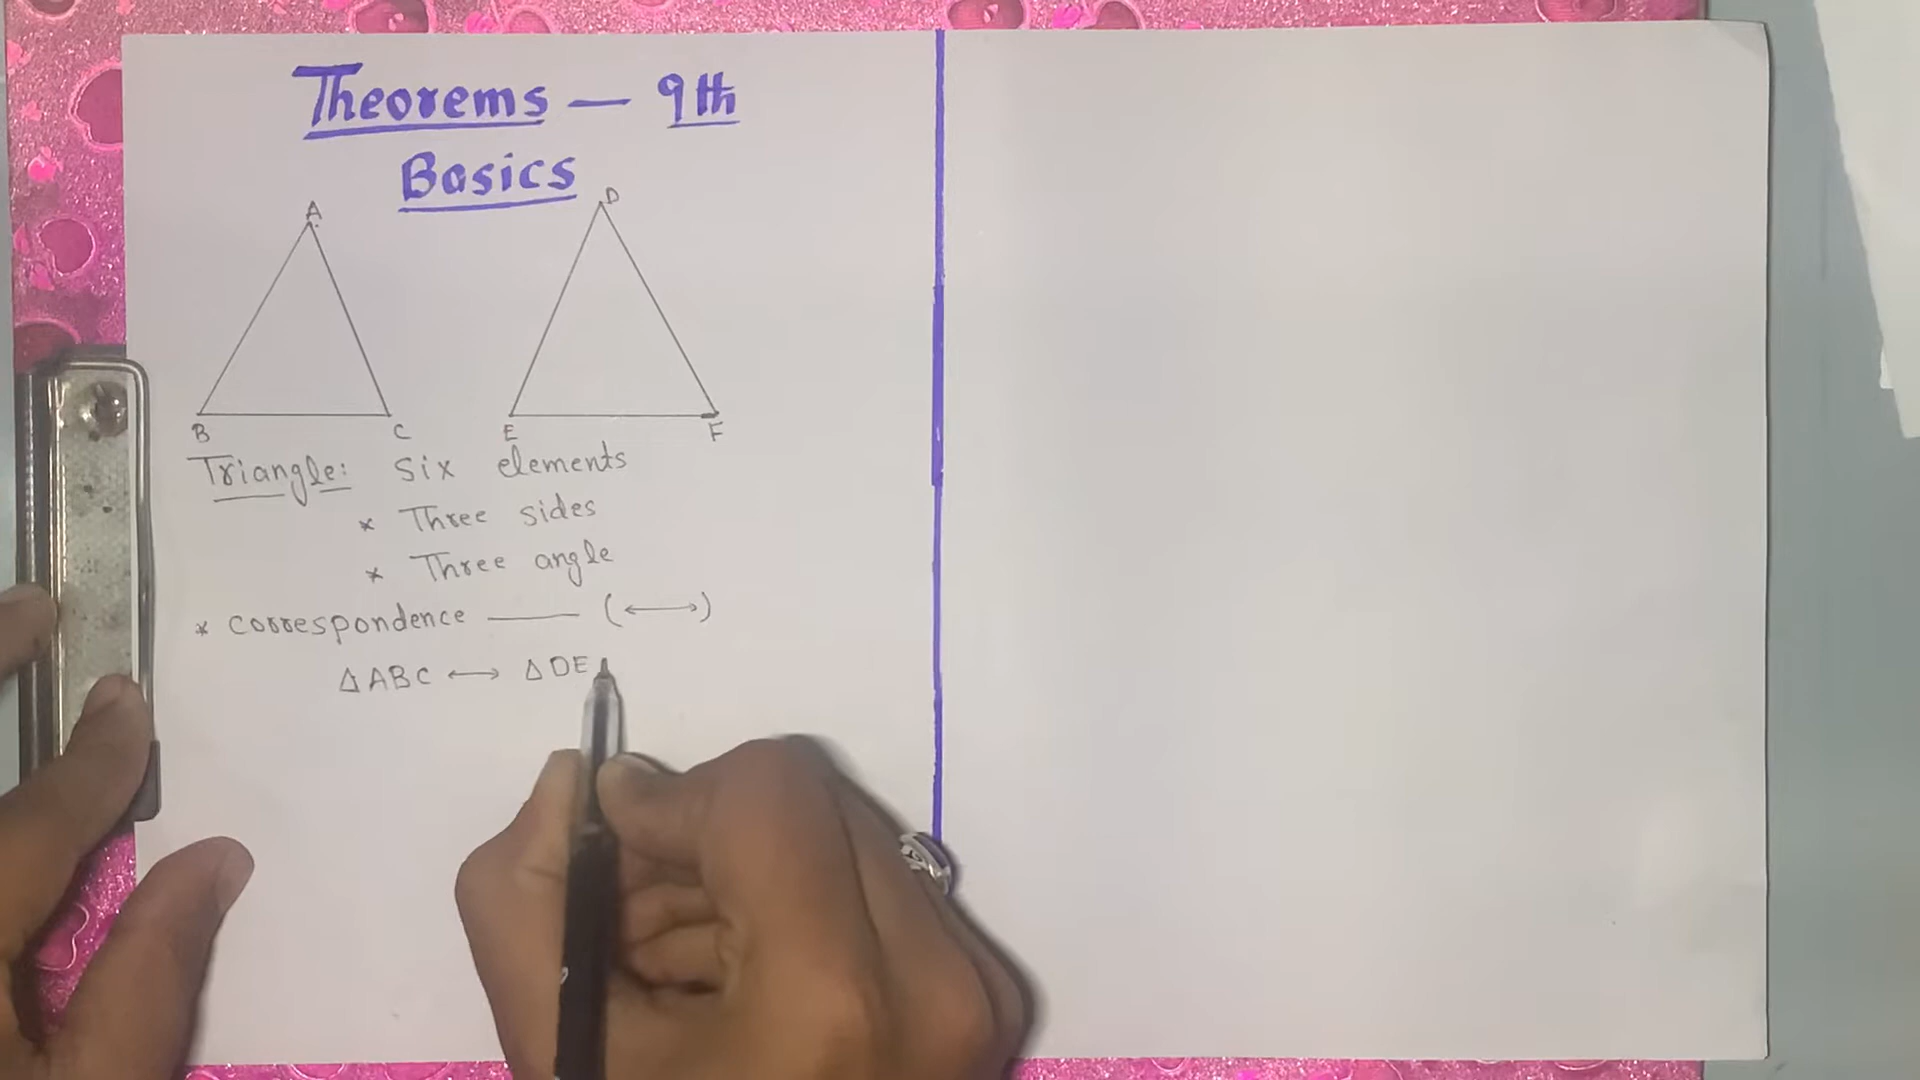 Theorems — 9th
Basics
A
D
B
C
E
F
Triangle: Six elements
* Three sides
* Three angle
* correspondence —— (⟷)
ΔABC ⟷ ΔDE